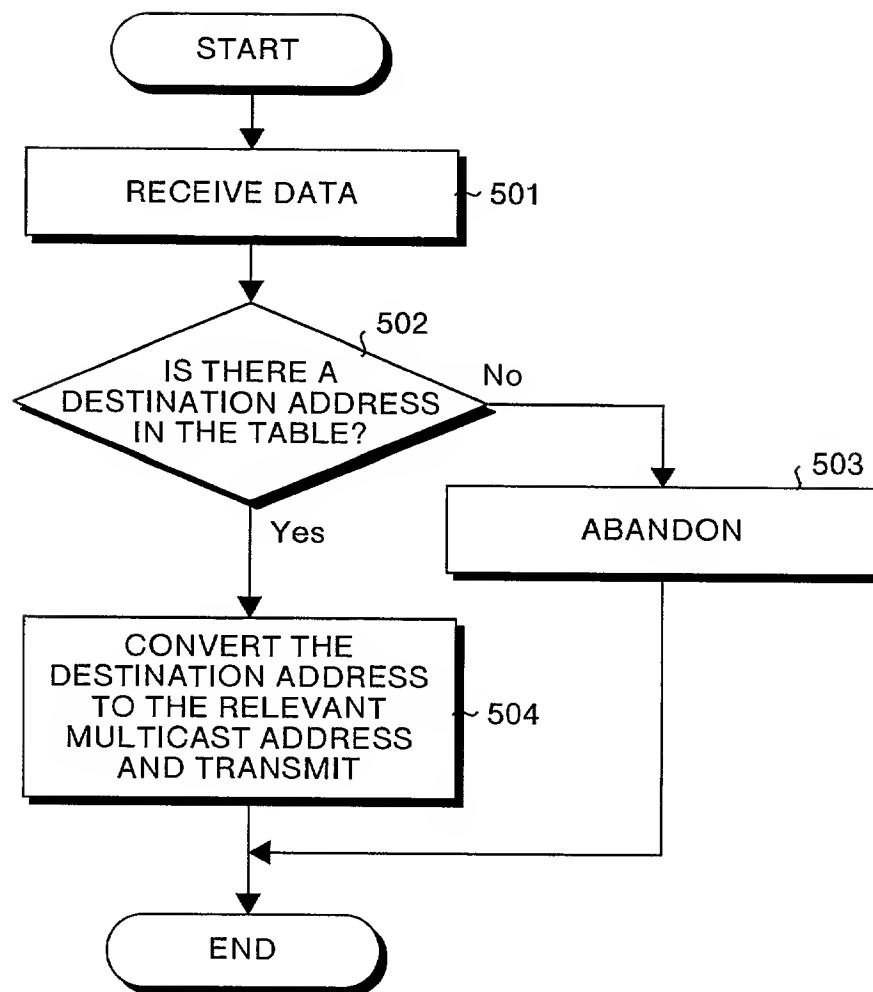 START
RECEIVE DATA
501
502
IS THERE A
DESTINATION ADDRESS
IN THE TABLE?
No
Yes
503
ABANDON
CONVERT THE
DESTINATION ADDRESS
TO THE RELEVANT
MULTICAST ADDRESS
AND TRANSMIT
504
END